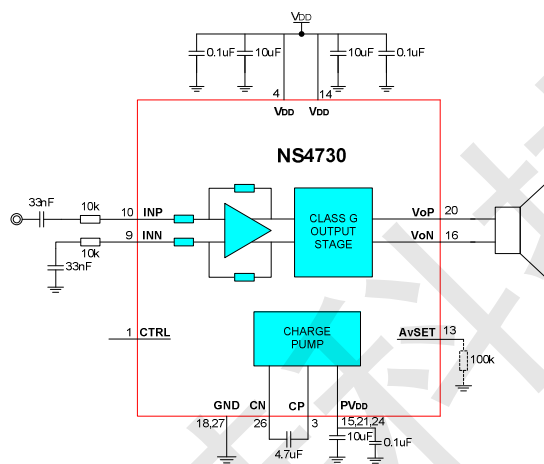 VDD
0.1uF 10uF 10uF 0.1uF
4 14
VDD VDD
NS4730
33nF
10k 10 INP
9 INN
10k
33nF
CLASS G
OUTPUT
STAGE
VoP 20
VoN 16
1 CTRL
CHARGE
PUMP
AvSET 13
100k
GND CN CP PVDD
18,27 26 3 15,21,24
4.7uF
10uF 0.1uF